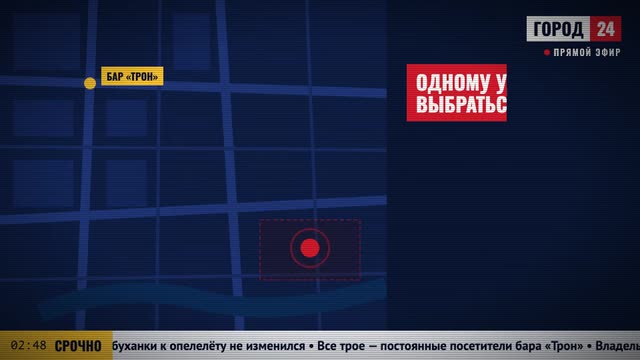 ГОРОД 24
ПРЯМОЙ ЭФИР
БАР «ТРОН»
ОДНОМУ У
ВЫБРАТЬС
02:48 СРОЧНО буханки к опелелёту не изменился • Все трое — постоянные посетители бара «Трон» • Владель